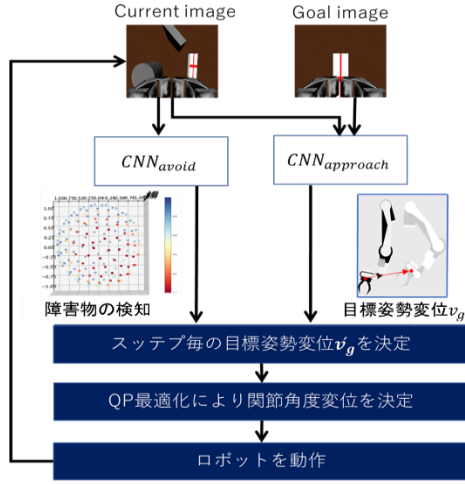 Current image
Goal image
CNN_avoid
CNN_approach
障害物の検知
目標姿勢変位v_g
スッテプ毎の目標姿勢変位v́_gを決定
QP最適化により関節角度変位を決定
ロボットを動作